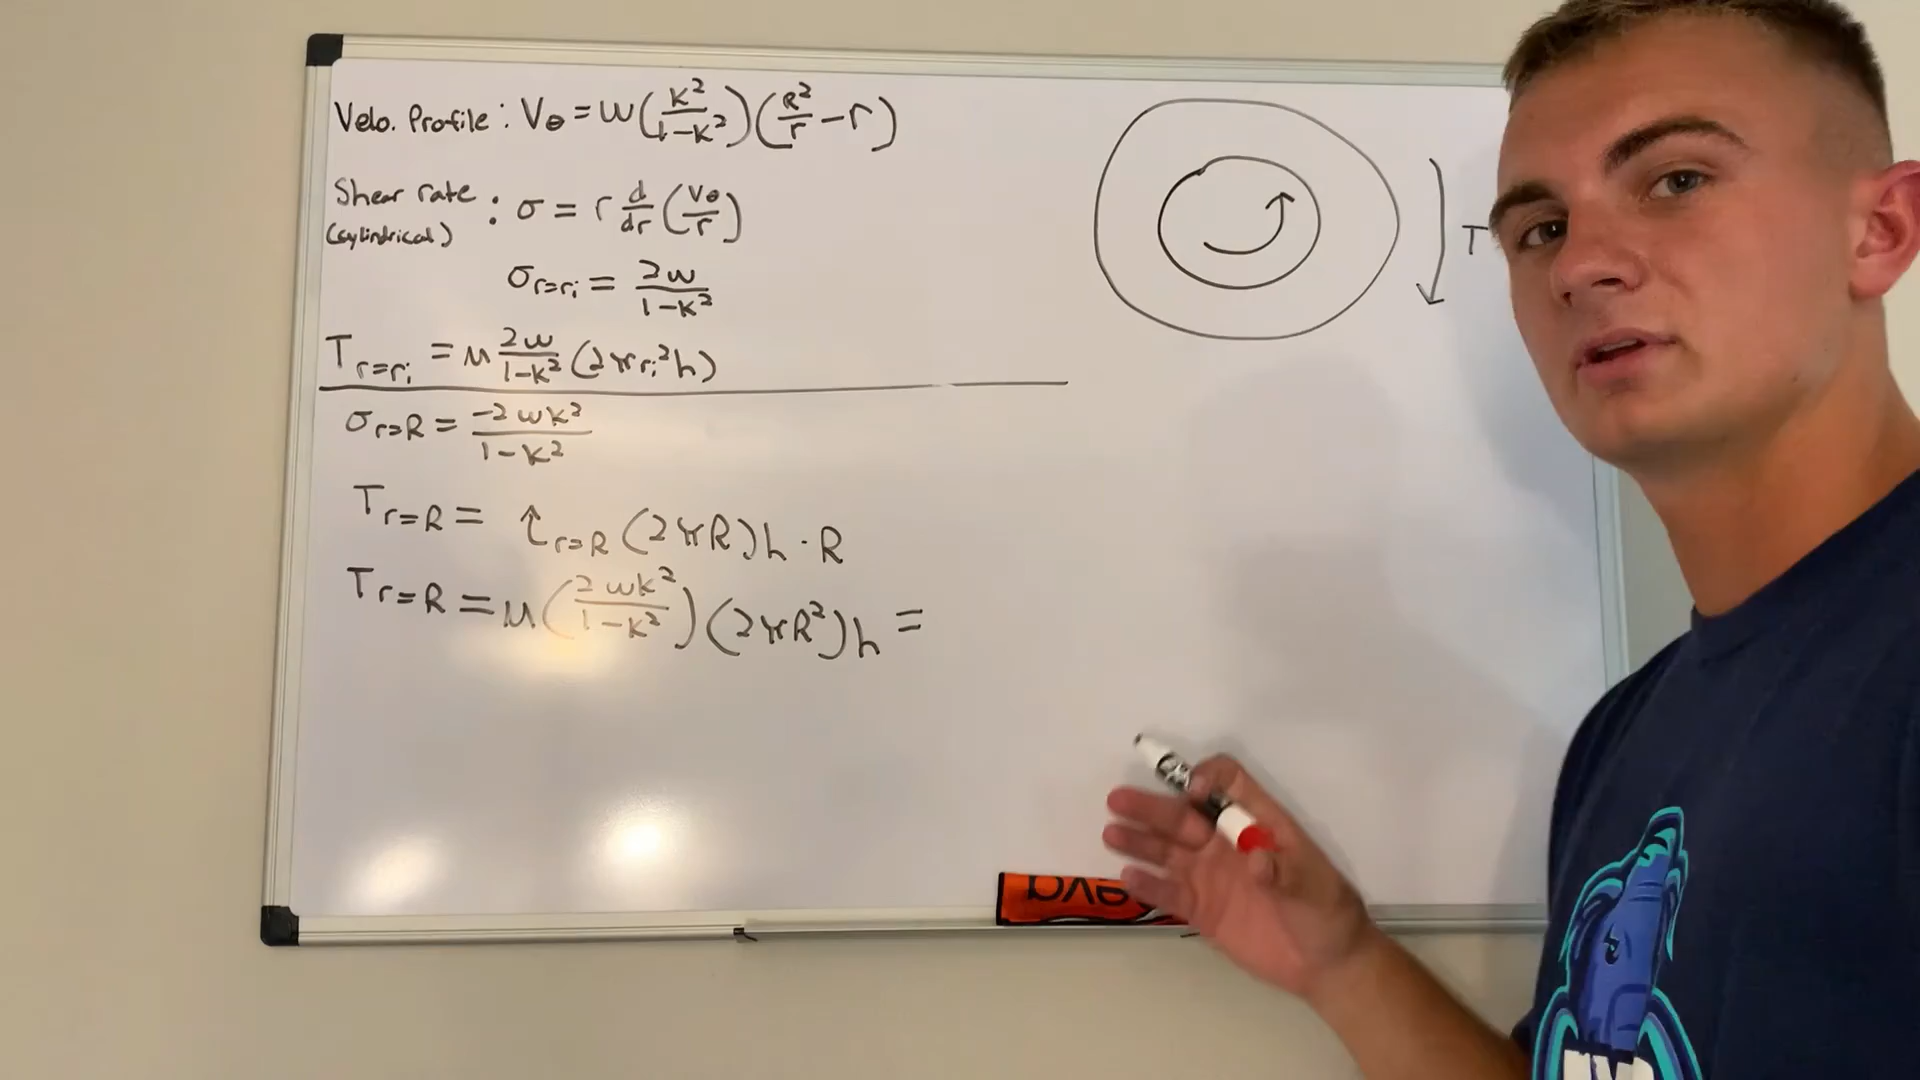 Velo. Profile: Vθ = ω(K²/1-K²)(R²/r - r)
Shear rate (cylindrical) : σ = r d/dr (Vθ/r)
σr=ri = 2ω/1-K²
Tr=ri = μ 2ω/1-K² (2πri²h)
σr=R = -2ωK²/1-K²
Tr=R = τr=R (2πR)h · R
Tr=R = μ(2ωK²/1-K²)(2πR²)h =
T